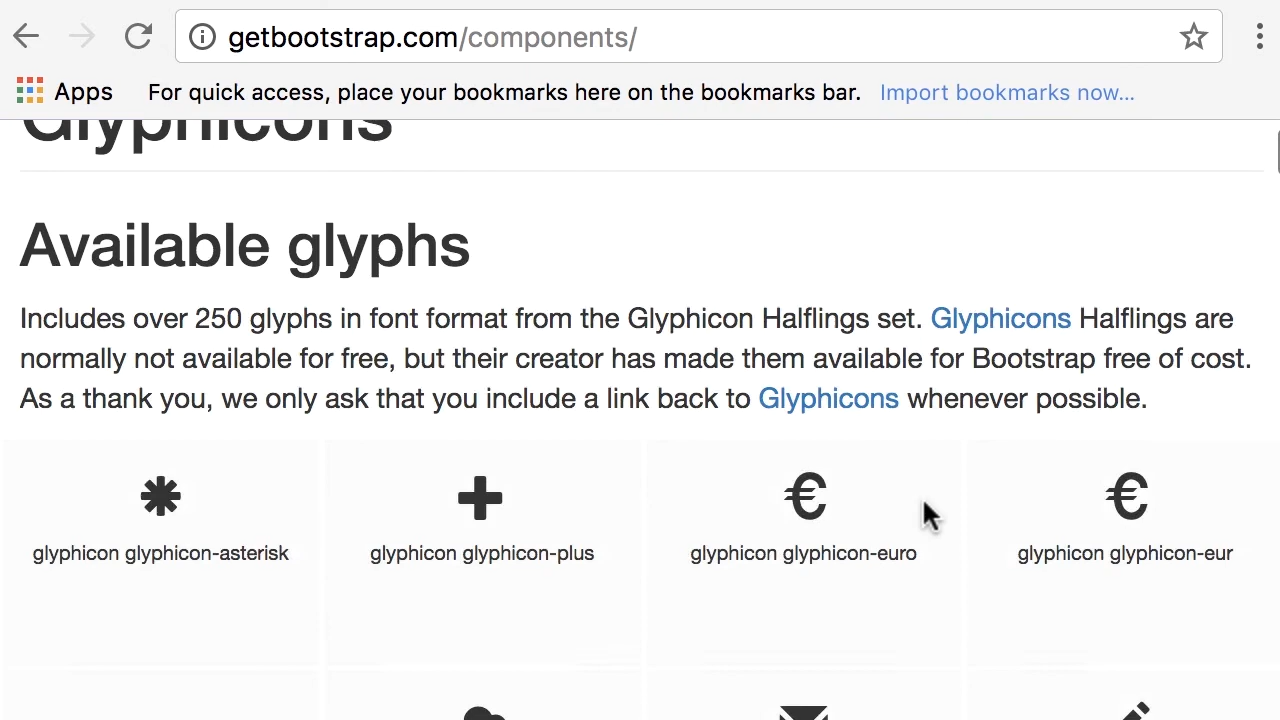 getbootstrap.com/components/
Apps For quick access, place your bookmarks here on the bookmarks bar. Import bookmarks now...
Glyphicons
Available glyphs
Includes over 250 glyphs in font format from the Glyphicon Halflings set. Glyphicons Halflings are
normally not available for free, but their creator has made them available for Bootstrap free of cost.
As a thank you, we only ask that you include a link back to Glyphicons whenever possible.
€ €
glyphicon glyphicon-asterisk glyphicon glyphicon-plus glyphicon glyphicon-euro glyphicon glyphicon-eur